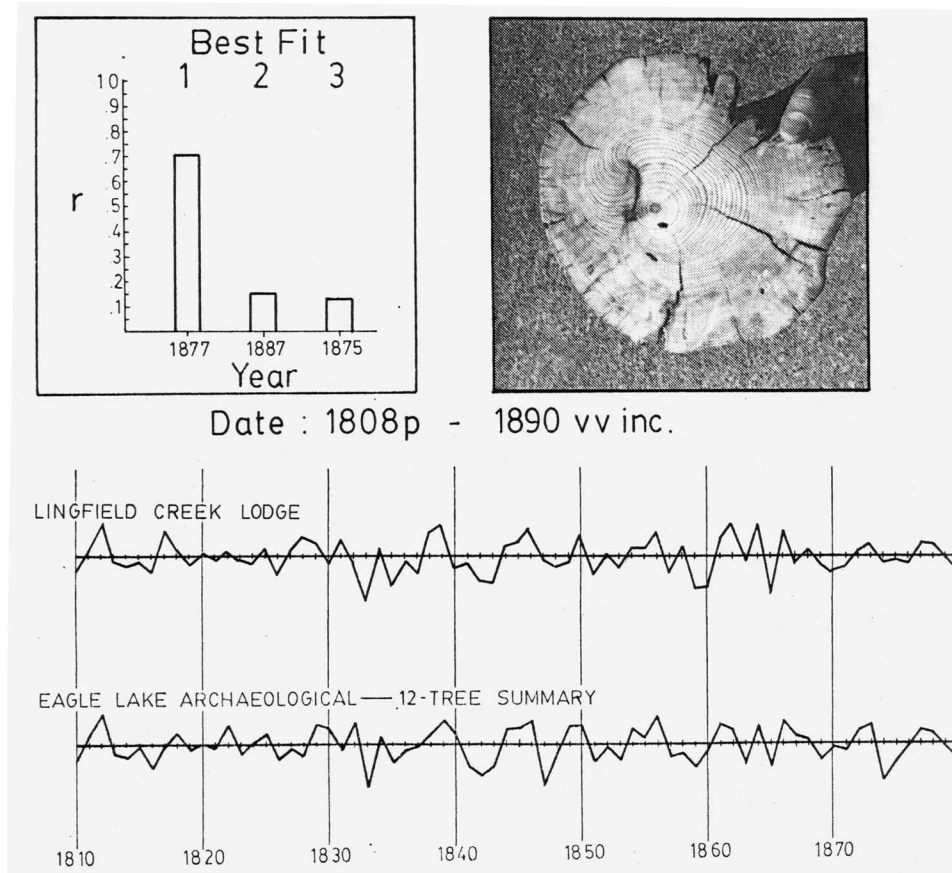 Best Fit
1 2 3
10
.9
.8
.7
.6
.5
.4
.3
.2
.1
r
1877 1887 1875
Year
Date : 1808p - 1890 vv inc.
LINGFIELD CREEK LODGE
EAGLE LAKE ARCHAEOLOGICAL — 12-TREE SUMMARY
1810 1820 1830 1840 1850 1860 1870